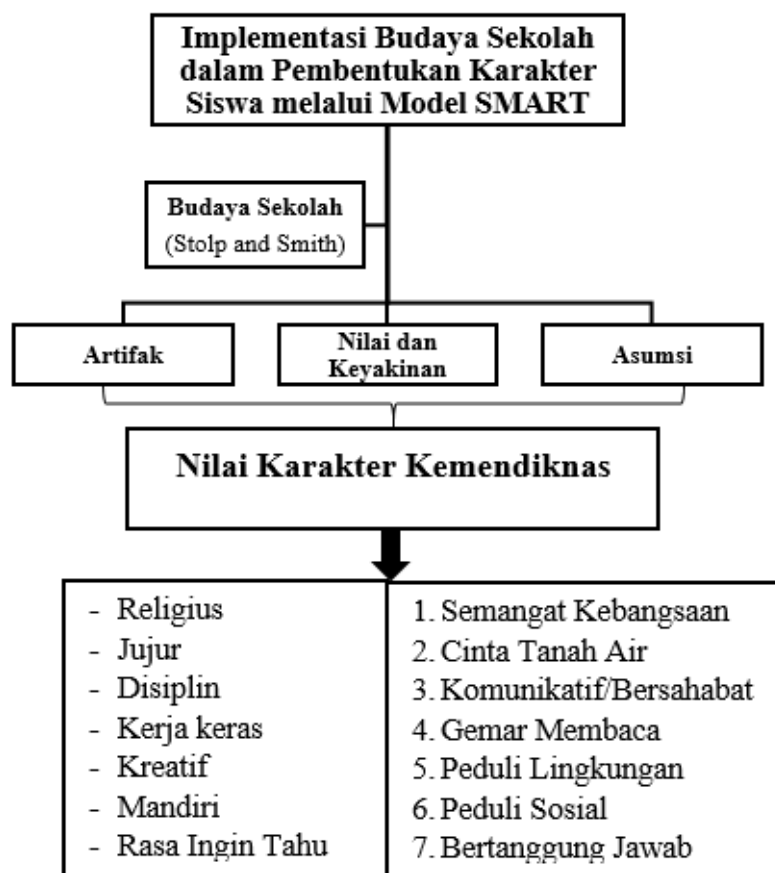 Implementasi Budaya Sekolah
dalam Pembentukan Karakter
Siswa melalui Model SMART
Budaya Sekolah
(Stolp and Smith)
Artifak
Nilai dan
Keyakinan
Asumsi
Nilai Karakter Kemendiknas
- Religius
- Jujur
- Disiplin
- Kerja keras
- Kreatif
- Mandiri
- Rasa Ingin Tahu
1. Semangat Kebangsaan
2. Cinta Tanah Air
3. Komunikatif/Bersahabat
4. Gemar Membaca
5. Peduli Lingkungan
6. Peduli Sosial
7. Bertanggung Jawab